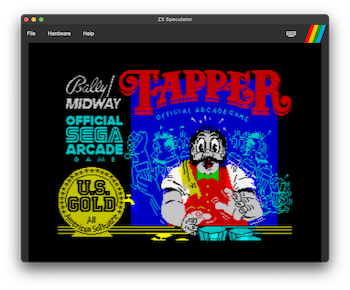 ZX Speculator
File Hardware Help
Bally
MIDWAY
TAPPER
OFFICIAL ARCADE GAME
OFFICIAL
SEGA
ARCADE
GAME
U.S.
GOLD
All
American Software